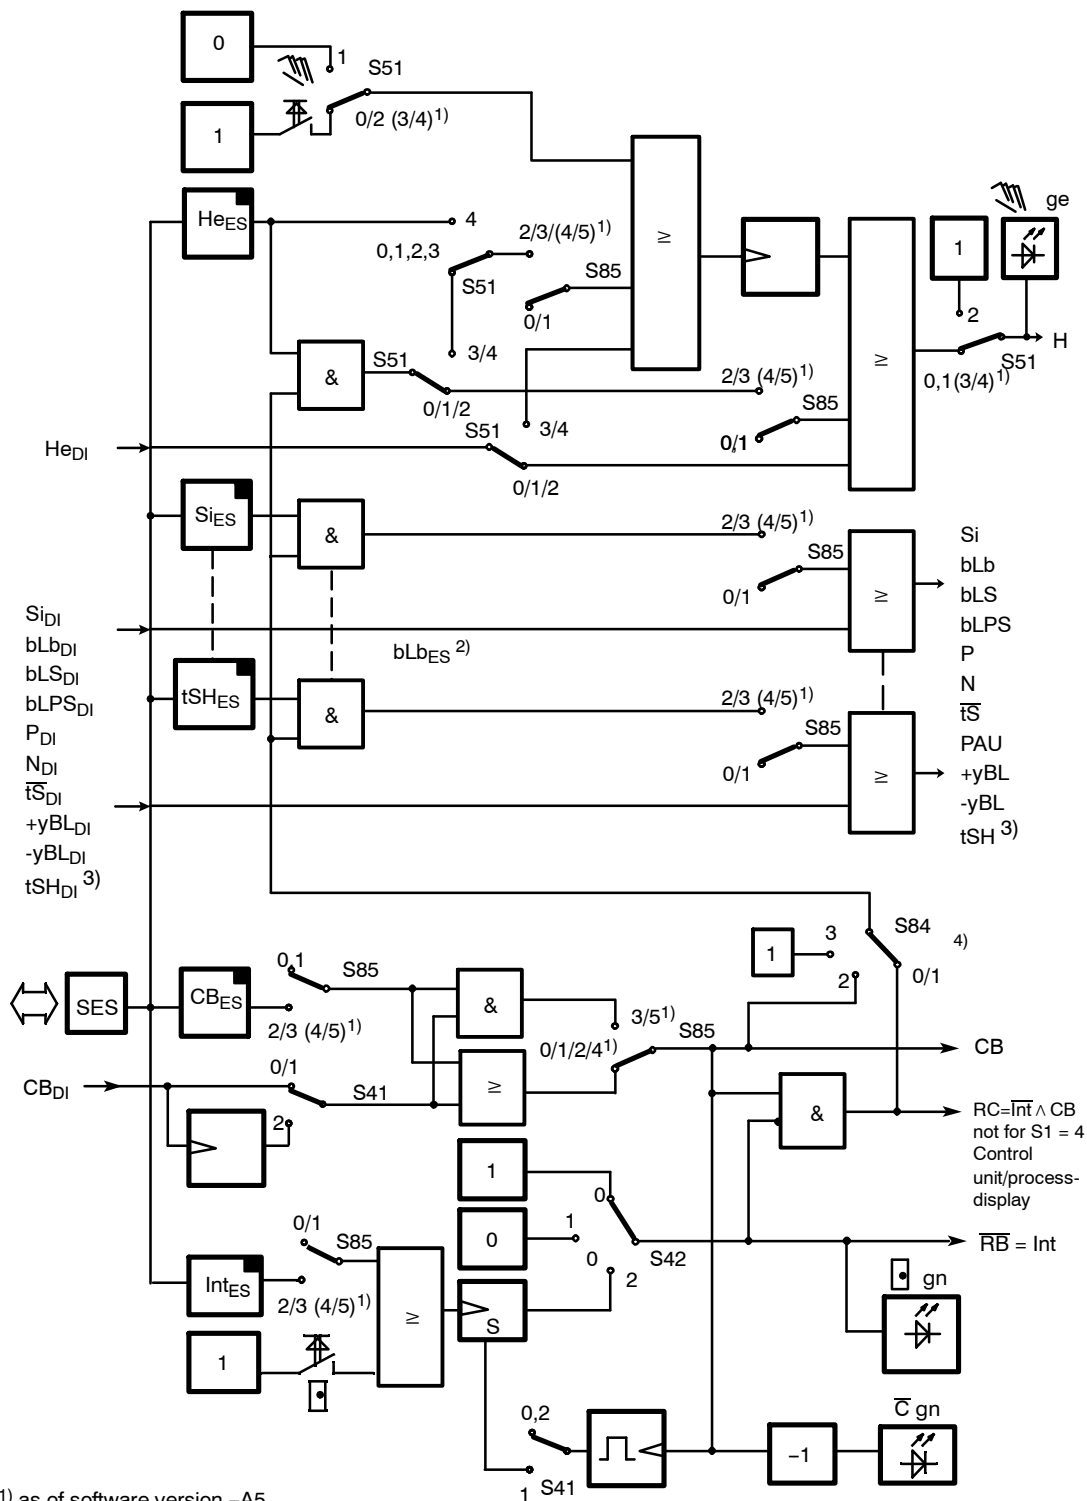 0
1
S51
1
0/2 (3/4)1)
HeES
4
0,1,2,3
2/3/(4/5)1)
S51
S85
0/1
3/4
≥
1
ge
2
H
S51
0,1(3/4)1)
&
S51
0/1/2
2/3 (4/5)1)
S85
0/1
≥
HeDI
S51
3/4
0/1/2
SiES
&
2/3 (4/5)1)
S85
0/1
≥
SiDI
bLbDI
bLSDI
bLPSDI
PDI
NDI
tSDI
+yBLDI
-yBLDI
tSHDI 3)
bLbES 2)
tSHES
&
2/3 (4/5)1)
S85
0/1
≥
Si
bLb
bLS
bLPS
P
N
tS
PAU
+yBL
-yBL
tSH 3)
1
3
S84
4)
2
0/1
SES
CBES
0,1
S85
2/3 (4/5)1)
&
3/51)
S85
0/1/2/41)
CB
CBDI
0/1
S41
2
≥
&
RC=Int ∧ CB
not for S1 = 4
Control
unit/process-
display
1
0
0
1
S42
0
2
RB = Int
gn
IntES
0/1
S85
2/3 (4/5)1)
≥
S
1
0,2
S41
1
–1
C gn
1) as of software version –A5